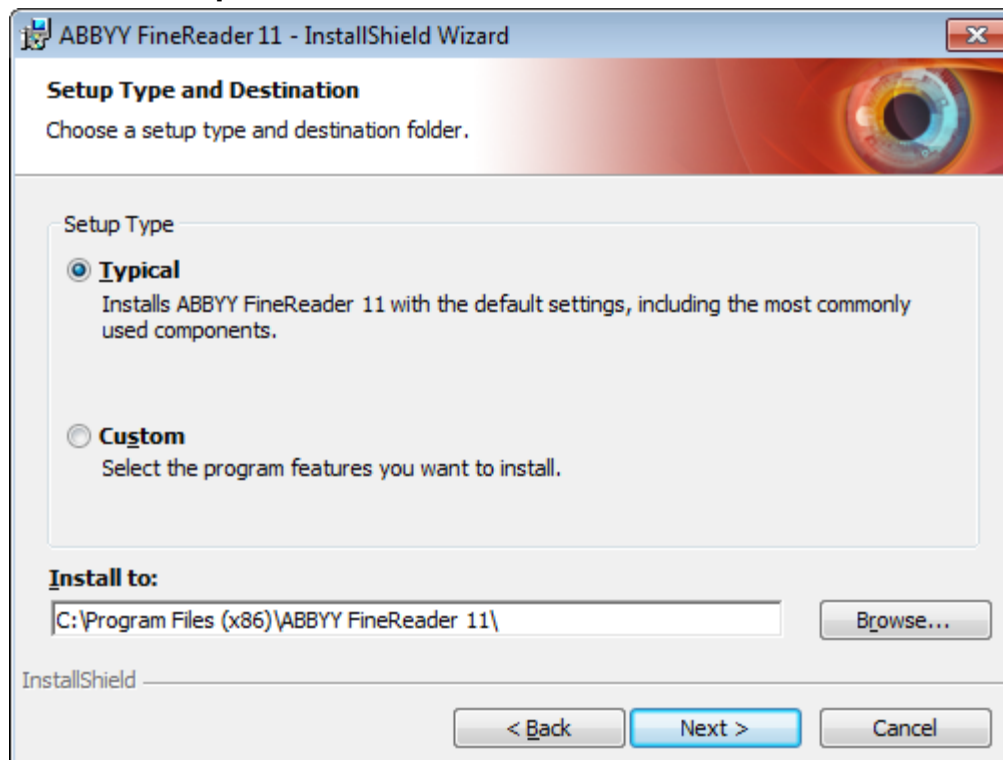 ABBYY FineReader 11 - InstallShield Wizard
Setup Type and Destination
Choose a setup type and destination folder.
Setup Type
Typical
Installs ABBYY FineReader 11 with the default settings, including the most commonly
used components.
Custom
Select the program features you want to install.
Install to:
C:\Program Files (x86)\ABBYY FineReader 11\
Browse...
InstallShield
< Back
Next >
Cancel